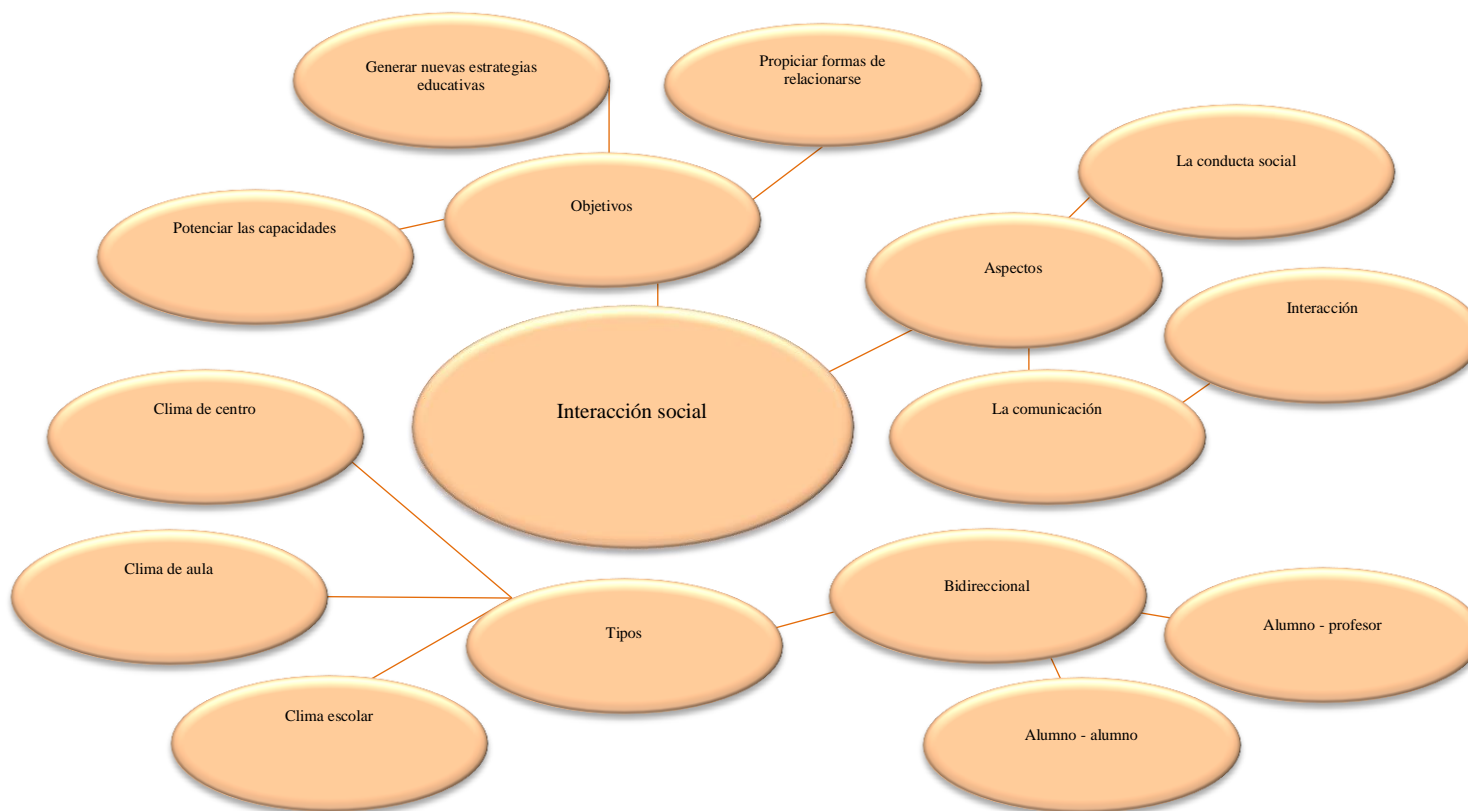 Generar nuevas estrategias
educativas
Propiciar formas de
relacionarse
La conducta social
Potenciar las capacidades
Objetivos
Aspectos
Interacción
Interacción social
Clima de centro
La comunicación
Clima de aula
Tipos
Bidireccional
Alumno - profesor
Clima escolar
Alumno - alumno